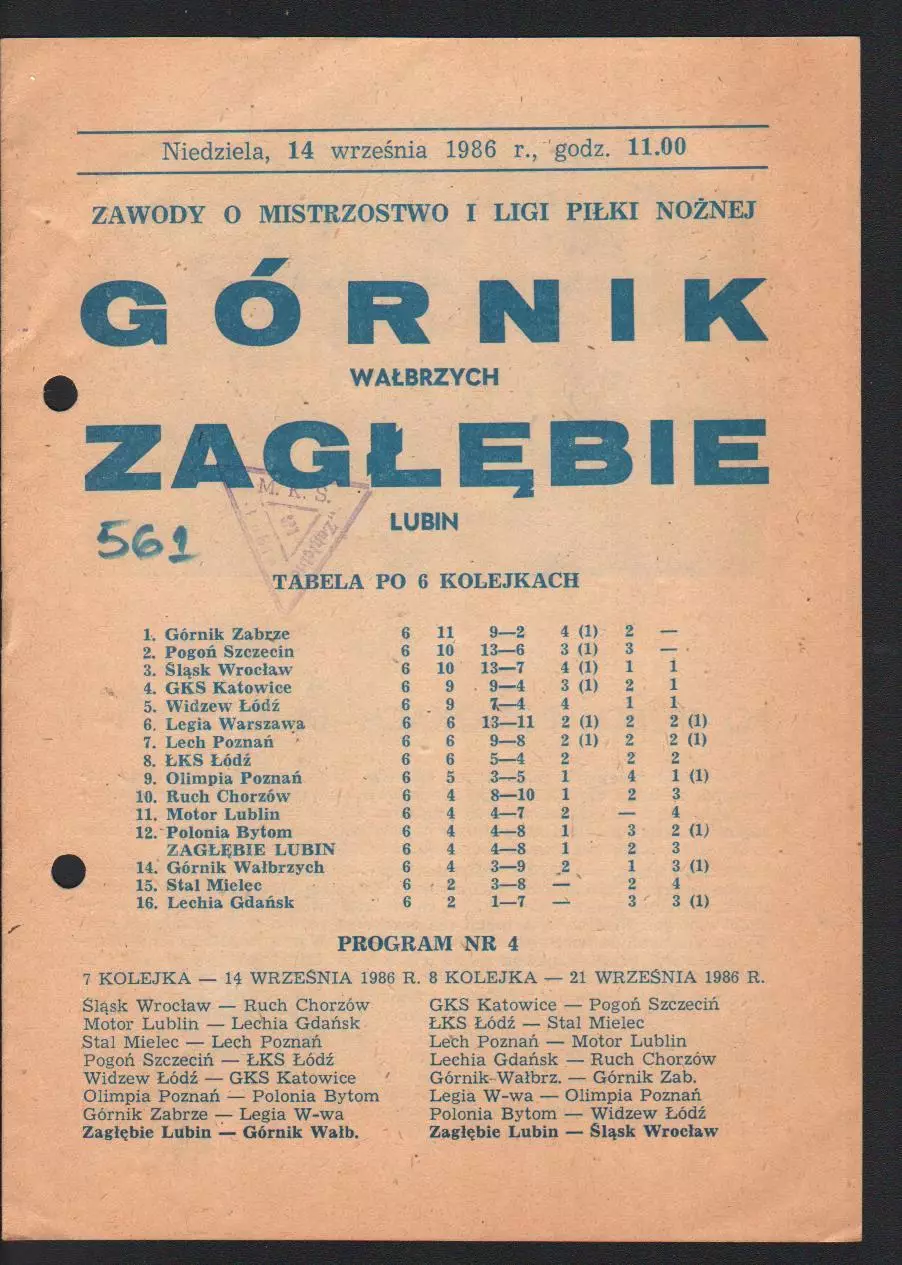 Niedziela, 14 września 1986 r., godz. 11.00
ZAWODY O MISTRZOSTWO I LIGI PIŁKI NOŻNEJ
GÓRNIK
WAŁBRZYCH
ZAGŁĘBIE
M. K. S.
LUBIN
561
TABELA PO 6 KOLEJKACH
1. Górnik Zabrze 6 11 9—2 4 (1) 2 —
2. Pogoń Szczecin 6 10 13—6 3 (1) 3 —
3. Śląsk Wrocław 6 10 13—7 4 (1) 1 1
4. GKS Katowice 6 9 9—4 3 (1) 2 1
5. Widzew Łódź 6 9 7—4 4 1 1
6. Legia Warszawa 6 6 13—11 2 (1) 2 2 (1)
7. Lech Poznań 6 6 9—8 2 (1) 2 2 (1)
8. ŁKS Łódź 6 6 5—4 2 2 2
9. Olimpia Poznań 6 5 3—5 1 4 1 (1)
10. Ruch Chorzów 6 4 8—10 1 2 3
11. Motor Lublin 6 4 4—7 2 — 4
12. Polonia Bytom 6 4 4—8 1 3 2 (1)
ZAGŁĘBIE LUBIN 6 4 4—8 1 2 3
14. Górnik Wałbrzych 6 4 3—9 2 1 3 (1)
15. Stal Mielec 6 2 3—8 — 2 4
16. Lechia Gdańsk 6 2 1—7 — 3 3 (1)
PROGRAM NR 4
7 KOLEJKA — 14 WRZEŚNIA 1986 R.
Śląsk Wrocław — Ruch Chorzów
Motor Lublin — Lechia Gdańsk
Stal Mielec — Lech Poznań
Pogoń Szczeciń — ŁKS Łódź
Widzew Łódź — GKS Katowice
Olimpia Poznań — Polonia Bytom
Górnik Zabrze — Legia W-wa
Zagłębie Lubin — Górnik Wałb.
8 KOLEJKA — 21 WRZEŚNIA 1986 R.
GKS Katowice — Pogoń Szczeciń
ŁKS Łódź — Stal Mielec
Lech Poznań — Motor Lublin
Lechia Gdańsk — Ruch Chorzów
Górnik Wałbrz. — Górnik Zab.
Legia W-wa — Olimpia Poznań
Polonia Bytom — Widzew Łódź
Zagłębie Lubin — Śląsk Wrocław